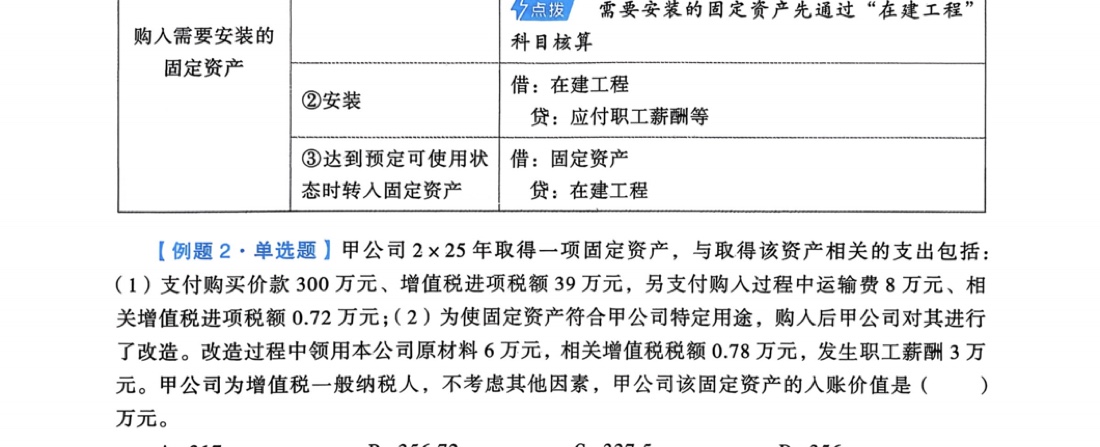 点拨 需要安装的固定资产先通过“在建工程”
科目核算
购入需要安装的
固定资产
②安装
借：在建工程
贷：应付职工薪酬等
③达到预定可使用状
态时转入固定资产
借：固定资产
贷：在建工程
【例题2·单选题】甲公司2×25年取得一项固定资产，与取得该资产相关的支出包括：
（1）支付购买价款300万元、增值税进项税额39万元，另支付购入过程中运输费8万元、相
关增值税进项税额0.72万元；（2）为使固定资产符合甲公司特定用途，购入后甲公司对其进行
了改造。改造过程中领用本公司原材料6万元，相关增值税税额0.78万元，发生职工薪酬3万
元。甲公司为增值税一般纳税人，不考虑其他因素，甲公司该固定资产的入账价值是（　　）
万元。